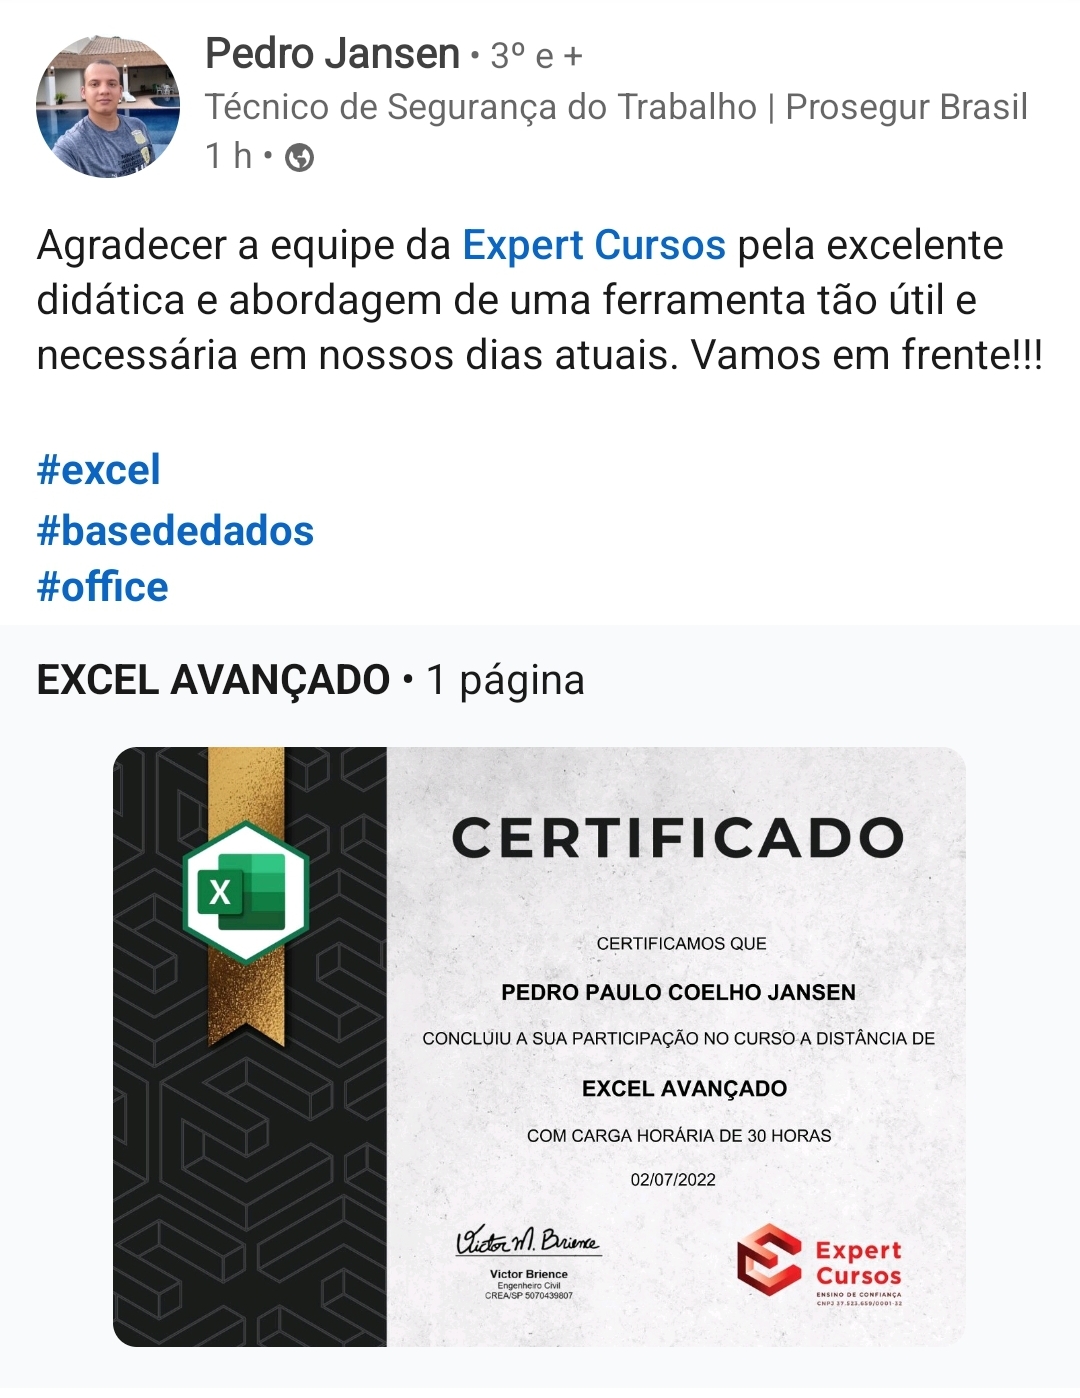 Pedro Jansen • 3º e +
Técnico de Segurança do Trabalho | Prosegur Brasil
1 h •
Agradecer a equipe da Expert Cursos pela excelente
didática e abordagem de uma ferramenta tão útil e
necessária em nossos dias atuais. Vamos em frente!!!
#excel
#basededados
#office
EXCEL AVANÇADO • 1 página
X
CERTIFICADO
CERTIFICAMOS QUE
PEDRO PAULO COELHO JANSEN
CONCLUIU A SUA PARTICIPAÇÃO NO CURSO A DISTÂNCIA DE
EXCEL AVANÇADO
COM CARGA HORÁRIA DE 30 HORAS
02/07/2022
Victor M. Brience
Victor Brience
Engenheiro Civil
CREA/SP 5070439807
Expert
Cursos
ENSINO DE CONFIANÇA
CNPJ 37.523.659/0001-32